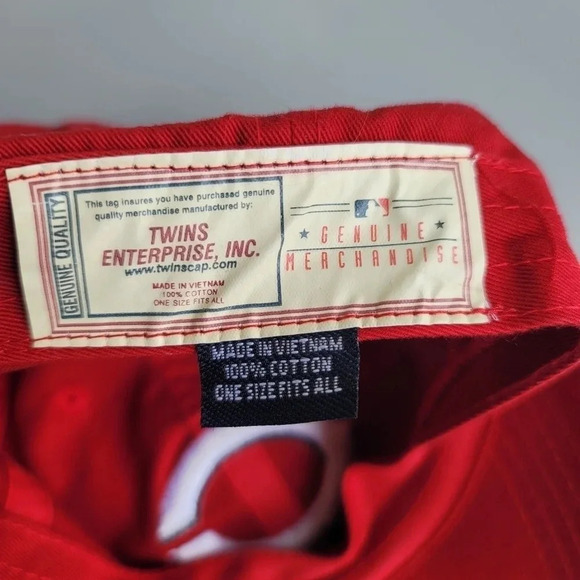 GENUINE QUALITY
This tag insures you have purchased genuine
quality merchandise manufactured by:
TWINS
ENTERPRISE, INC.
www.twinscap.com
MADE IN VIETNAM
100% COTTON
ONE SIZE FITS ALL
GENUINE
MERCHANDISE
MADE IN VIETNAM
100% COTTON
ONE SIZE FITS ALL